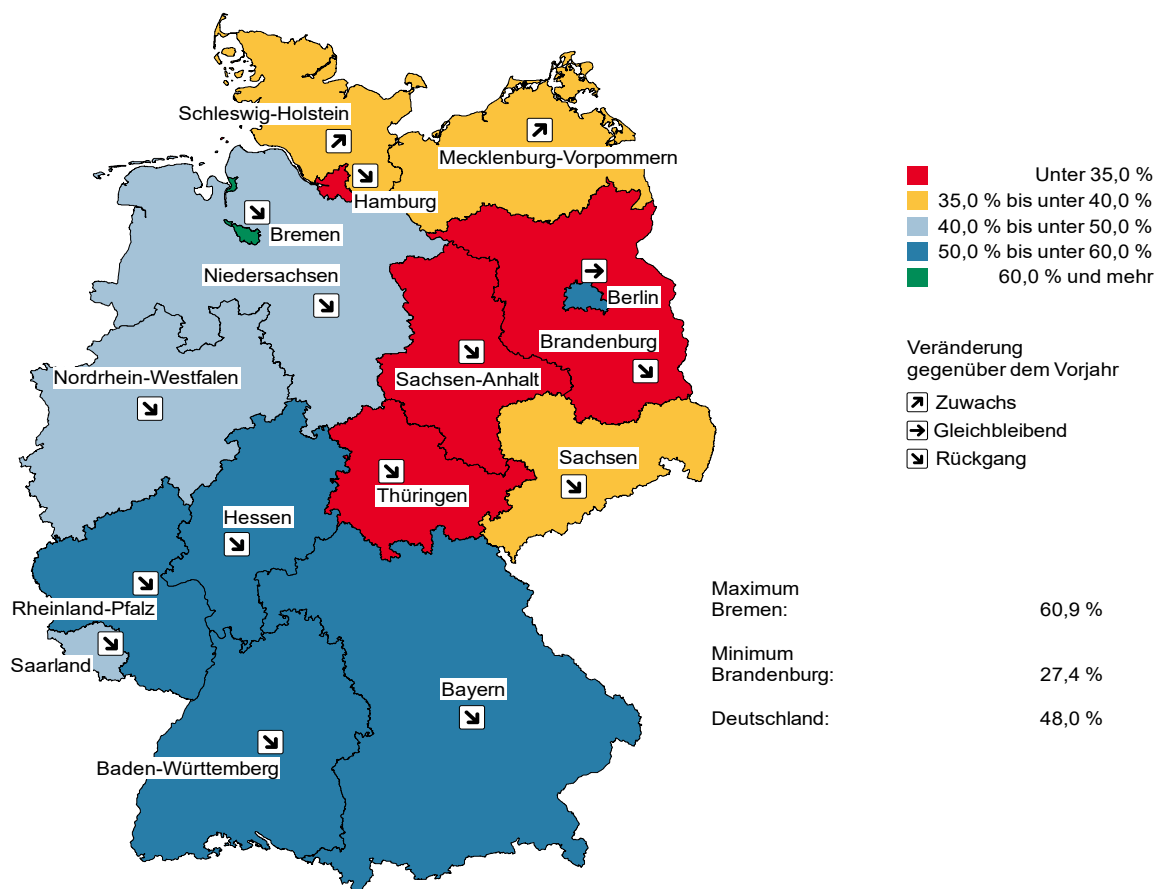 Schleswig-Holstein
Mecklenburg-Vorpommern
Hamburg
Bremen
Niedersachsen
Berlin
Brandenburg
Nordrhein-Westfalen
Sachsen-Anhalt
Sachsen
Thüringen
Hessen
Rheinland-Pfalz
Saarland
Bayern
Baden-Württemberg
Unter 35,0 %
35,0 % bis unter 40,0 %
40,0 % bis unter 50,0 %
50,0 % bis unter 60,0 %
60,0 % und mehr
Veränderung
gegenüber dem Vorjahr
Zuwachs
Gleichbleibend
Rückgang
Maximum
Bremen: 60,9 %
Minimum
Brandenburg: 27,4 %
Deutschland: 48,0 %